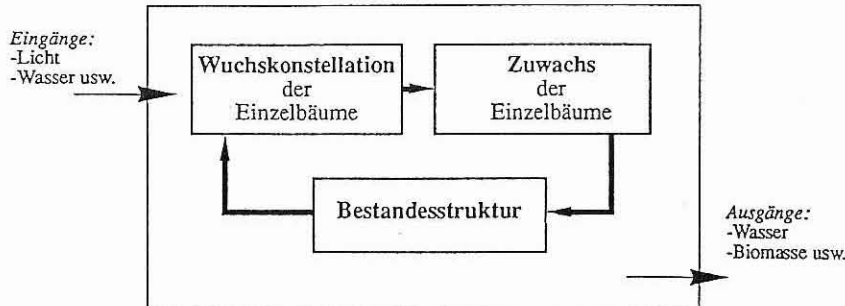 Eingänge:
-Licht
-Wasser usw.
Wuchskonstellation
der
Einzelbäume
Zuwachs
der
Einzelbäume
Bestandesstruktur
Ausgänge:
-Wasser
-Biomasse usw.